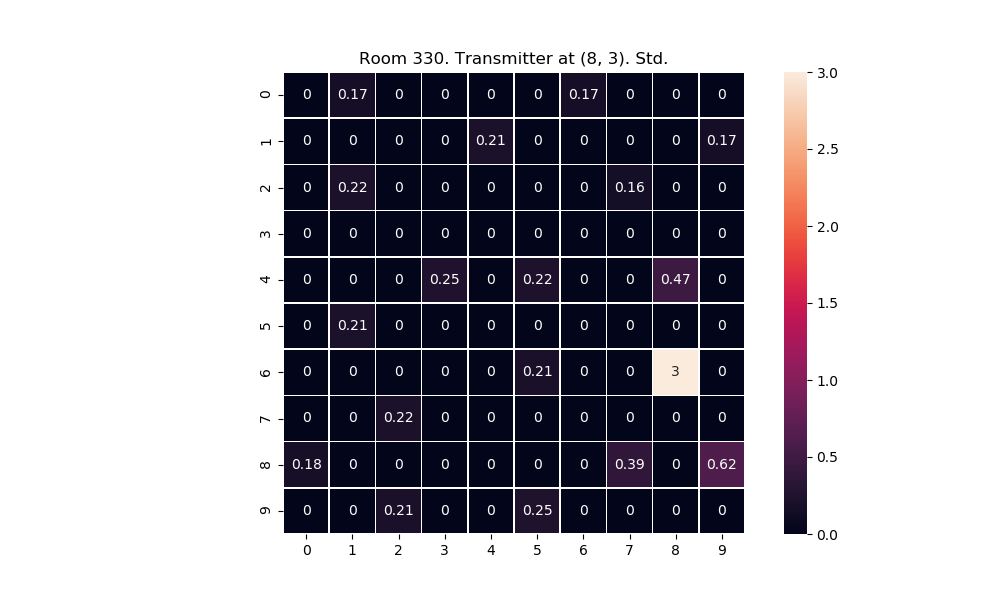 Room 330. Transmitter at (8, 3). Std.
0 0 0.17 0 0 0 0 0.17 0 0 0 3.0
1 0 0 0 0 0.21 0 0 0 0 0.17 2.5
2 0 0.22 0 0 0 0 0 0.16 0 0
3 0 0 0 0 0 0 0 0 0 0 2.0
4 0 0 0 0.25 0 0.22 0 0 0.47 0
5 0 0.21 0 0 0 0 0 0 0 0 1.5
6 0 0 0 0 0 0.21 0 0 3 0 1.0
7 0 0 0.22 0 0 0 0 0 0 0
8 0.18 0 0 0 0 0 0 0.39 0 0.62 0.5
9 0 0 0.21 0 0 0.25 0 0 0 0 0.0
0 1 2 3 4 5 6 7 8 9